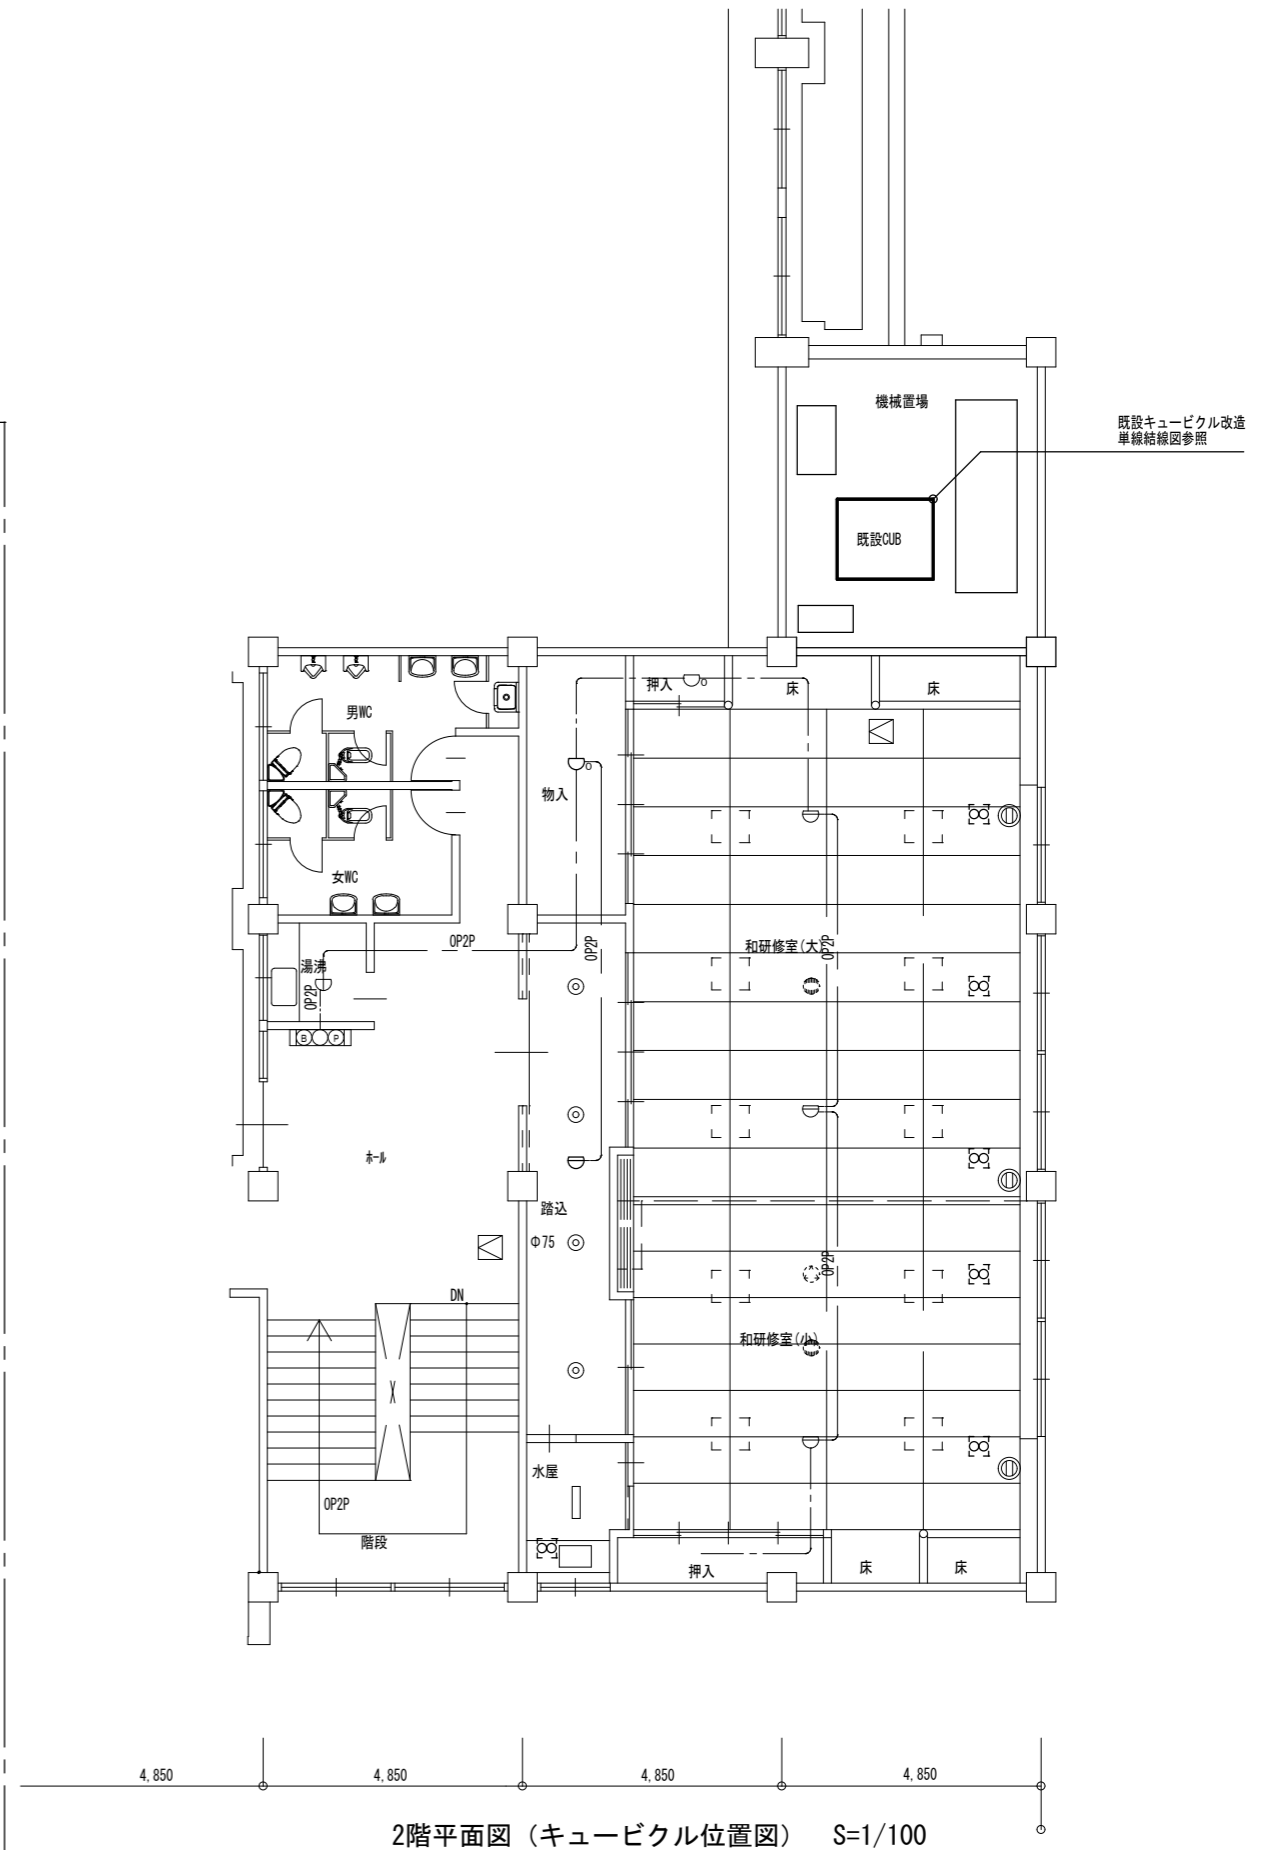 機械置場
既設キュービクル改造
単線結線図参照
既設CUB
押入
床
床
男WC
物入
女WC
OP2P
OP2P
和研修室(大)
OP2P
湯沸
OP2P
B
P
ホール
踏込
Φ75
OP2P
DN
和研修室(小)
水屋
OP2P
階段
押入
床
床
4,850
4,850
4,850
4,850
2階平面図（キュービクル位置図） S=1/100